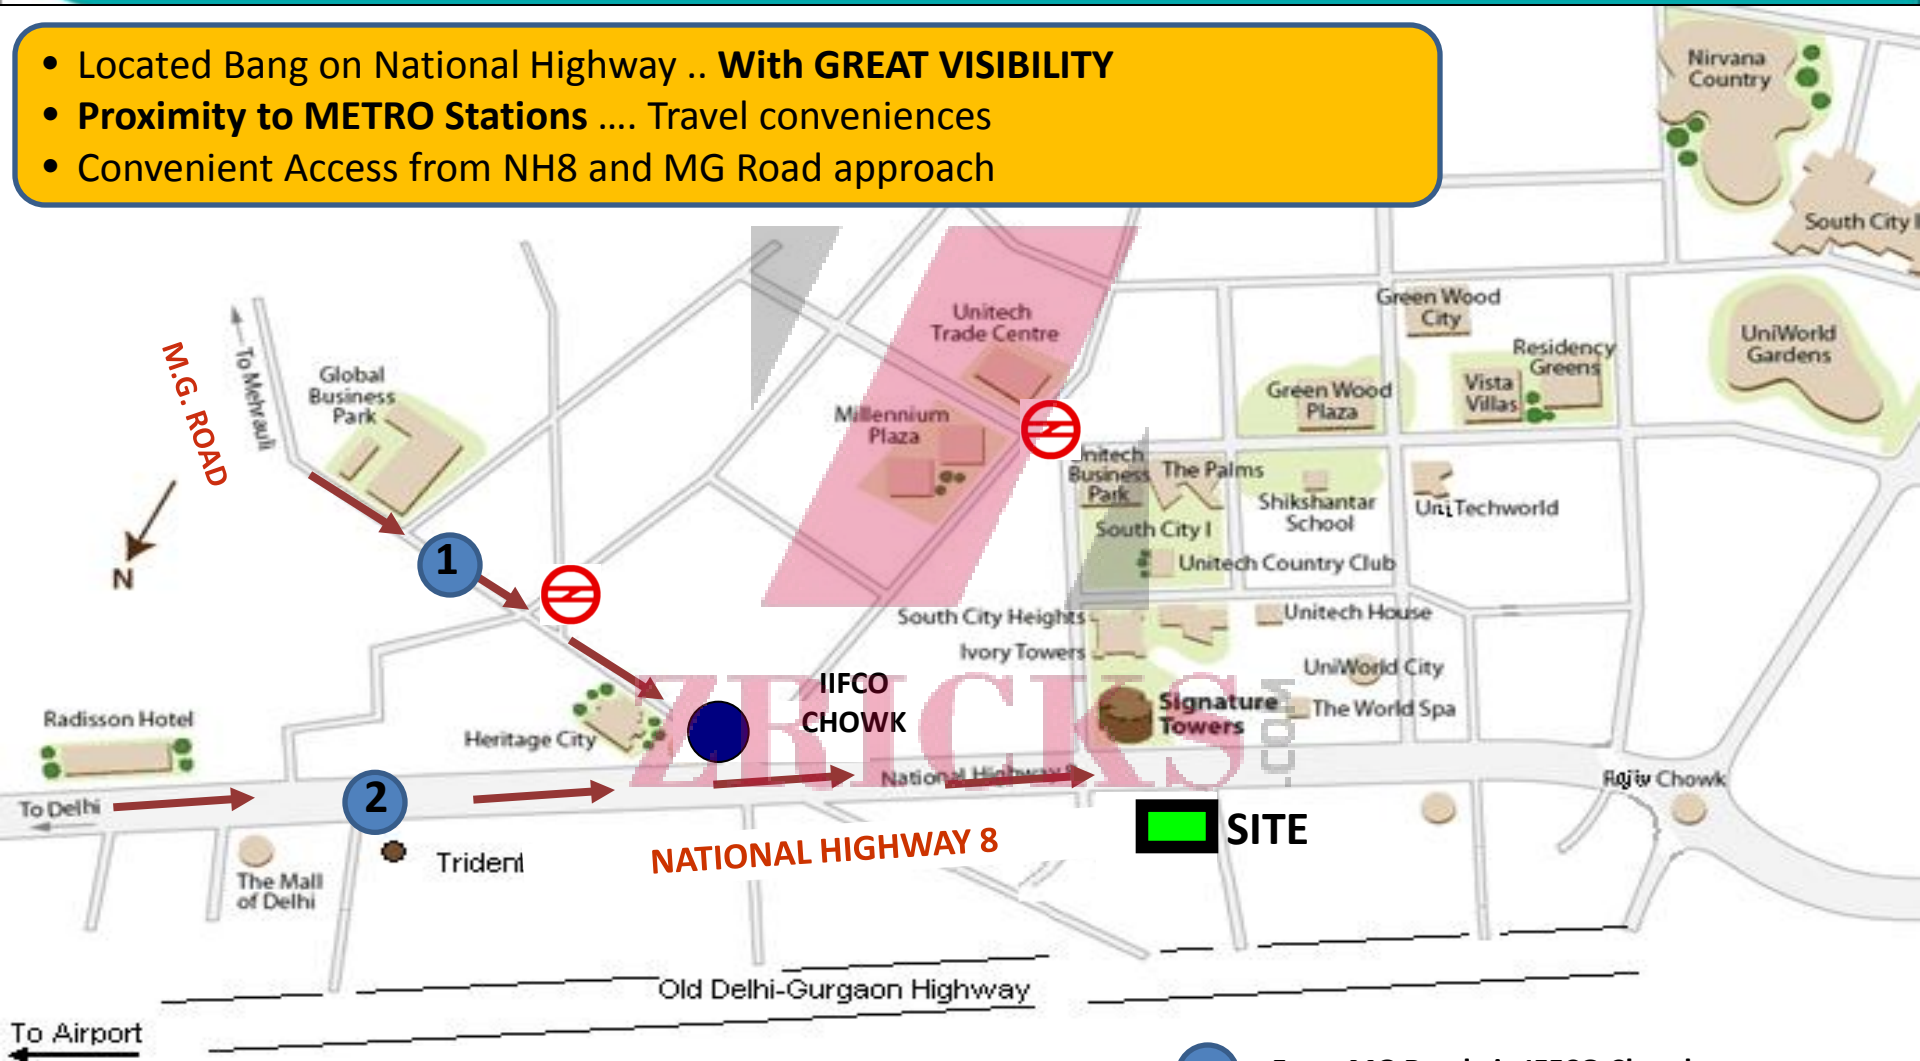 • Located Bang on National Highway .. With GREAT VISIBILITY
• Proximity to METRO Stations .... Travel conveniences
• Convenient Access from NH8 and MG Road approach
Nirvana
Country
South City
M.G. ROAD
To Mehrauli
Global
Business
Park
Unitech
Trade Centre
Millennium
Plaza
Green Wood
City
Residency
Greens
Vista
Villas
Green Wood
Plaza
UniWorld
Gardens
Unitech
Business
Park
The Palms
Shikshantar
School
UniTechworld
South City I
Unitech Country Club
N
1
South City Heights
Unitech House
Ivory Towers
UniWorld City
IIFCO
CHOWK
Signature
Towers
The World Spa
Radisson Hotel
Heritage City
ZRICKS
.COM
National Highway 8
Rajiv Chowk
To Delhi
2
SITE
NATIONAL HIGHWAY 8
Trident
The Mall
of Delhi
Old Delhi-Gurgaon Highway
To Airport